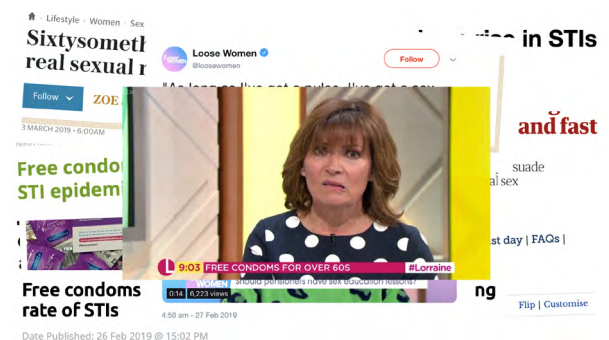 Lifestyle › Women › Sex
Sixtysometh
real sexual r
Follow
ZOE
3 MARCH 2019 • 6:00AM
Free condo
STI epidemi
Loose Women
@loosewomen
Follow
in STIs
and fast
suade
al sex
st day | FAQs |
9:03 FREE CONDOMS FOR OVER 60S
#Lorraine
WOMEN
Should pensioners have sex education lessons?
0:14 6,223 views
4:50 am - 27 Feb 2019
Free condoms
rate of STIs
ng
Flip | Customise
Date Published: 26 Feb 2019 @ 15:02 PM